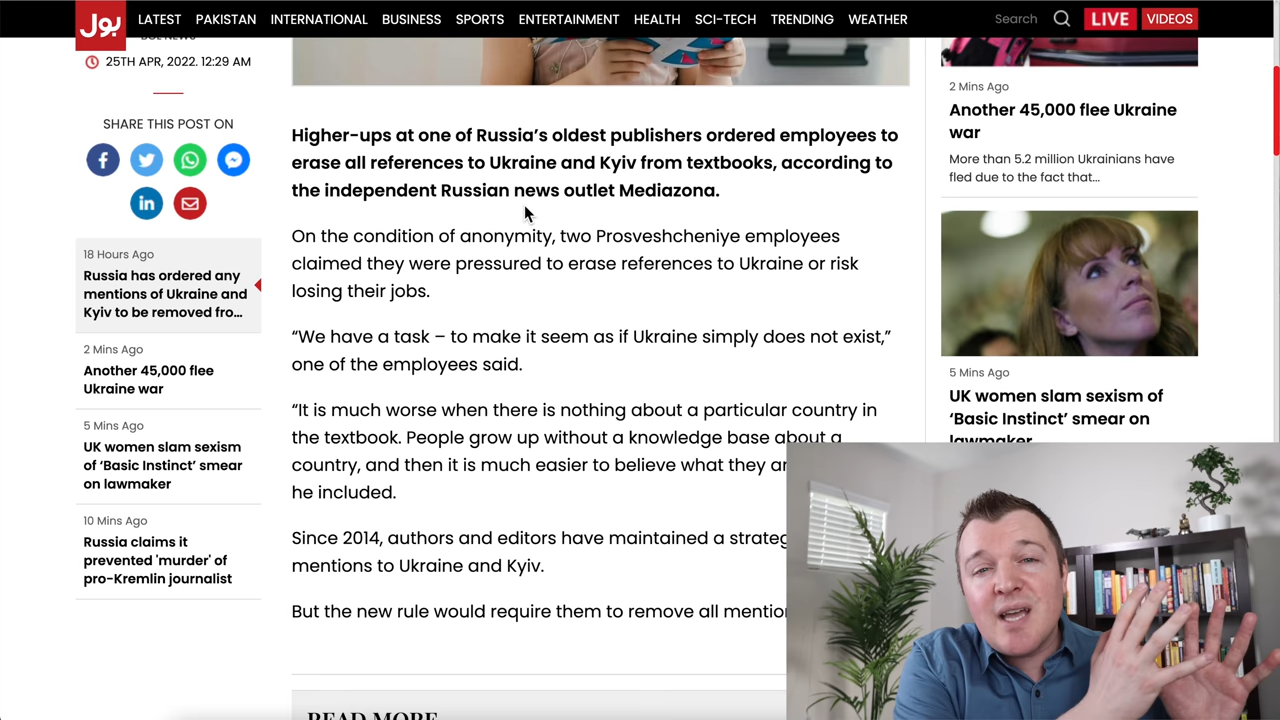 بول
LATEST PAKISTAN INTERNATIONAL BUSINESS SPORTS ENTERTAINMENT HEALTH SCI-TECH TRENDING WEATHER Search LIVE VIDEOS
BOL NEWS
25TH APR, 2022. 12:29 AM
SHARE THIS POST ON
18 Hours Ago
Russia has ordered any
mentions of Ukraine and
Kyiv to be removed fro...
2 Mins Ago
Another 45,000 flee
Ukraine war
5 Mins Ago
UK women slam sexism
of ‘Basic Instinct’ smear
on lawmaker
10 Mins Ago
Russia claims it
prevented 'murder' of
pro-Kremlin journalist
Higher-ups at one of Russia’s oldest publishers ordered employees to
erase all references to Ukraine and Kyiv from textbooks, according to
the independent Russian news outlet Mediazona.
On the condition of anonymity, two Prosveshcheniye employees
claimed they were pressured to erase references to Ukraine or risk
losing their jobs.
“We have a task – to make it seem as if Ukraine simply does not exist,”
one of the employees said.
“It is much worse when there is nothing about a particular country in
the textbook. People grow up without a knowledge base about a
country, and then it is much easier to believe what they
he included.
Since 2014, authors and editors have maintained a
mentions to Ukraine and Kyiv.
But the new rule would require them to remove all
READ MORE
2 Mins Ago
Another 45,000 flee Ukraine
war
More than 5.2 million Ukrainians have
fled due to the fact that...
5 Mins Ago
UK women slam sexism of
‘Basic Instinct’ smear on
lawmaker